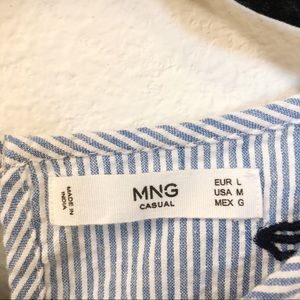 MADE IN
INDIA
MNG
CASUAL
EUR L
USA M
MEX G